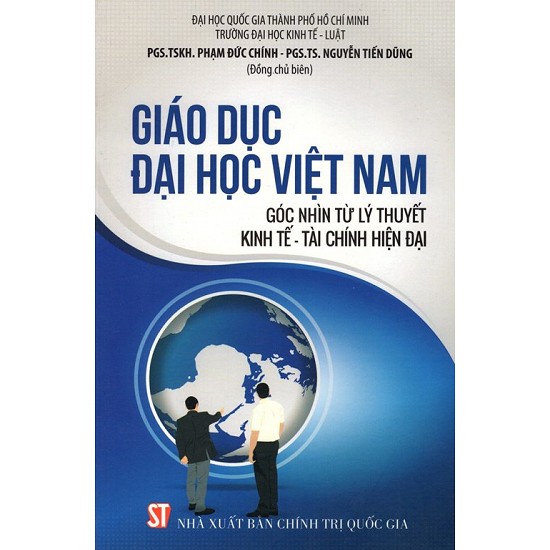 ĐẠI HỌC QUỐC GIA THÀNH PHỐ HỒ CHÍ MINH
TRƯỜNG ĐẠI HỌC KINH TẾ - LUẬT
PGS.TSKH. PHẠM ĐỨC CHÍNH - PGS.TS. NGUYỄN TIẾN DŨNG
(Đồng chủ biên)
GIÁO DỤC
ĐẠI HỌC VIỆT NAM
GÓC NHÌN TỪ LÝ THUYẾT
KINH TẾ - TÀI CHÍNH HIỆN ĐẠI
ST NHÀ XUẤT BẢN CHÍNH TRỊ QUỐC GIA